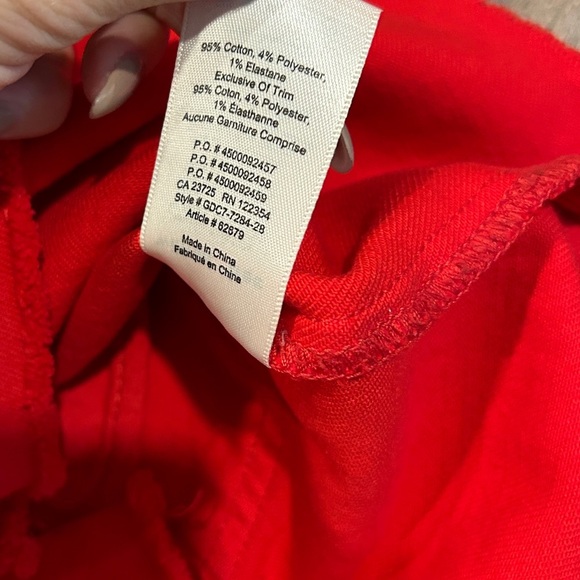 95% Cotton, 4% Polyester,
1% Elastane
Exclusive Of Trim
95% Coton, 4% Polyester,
1% Élasthanne
Aucune Garniture Comprise
P.O. # 4500092457
P.O. # 4500092458
P.O. # 4500092459
CA 23725 RN 122354
Style # GDC7-7284-28
Article # 62679
Made in China
Fabriqué en Chine